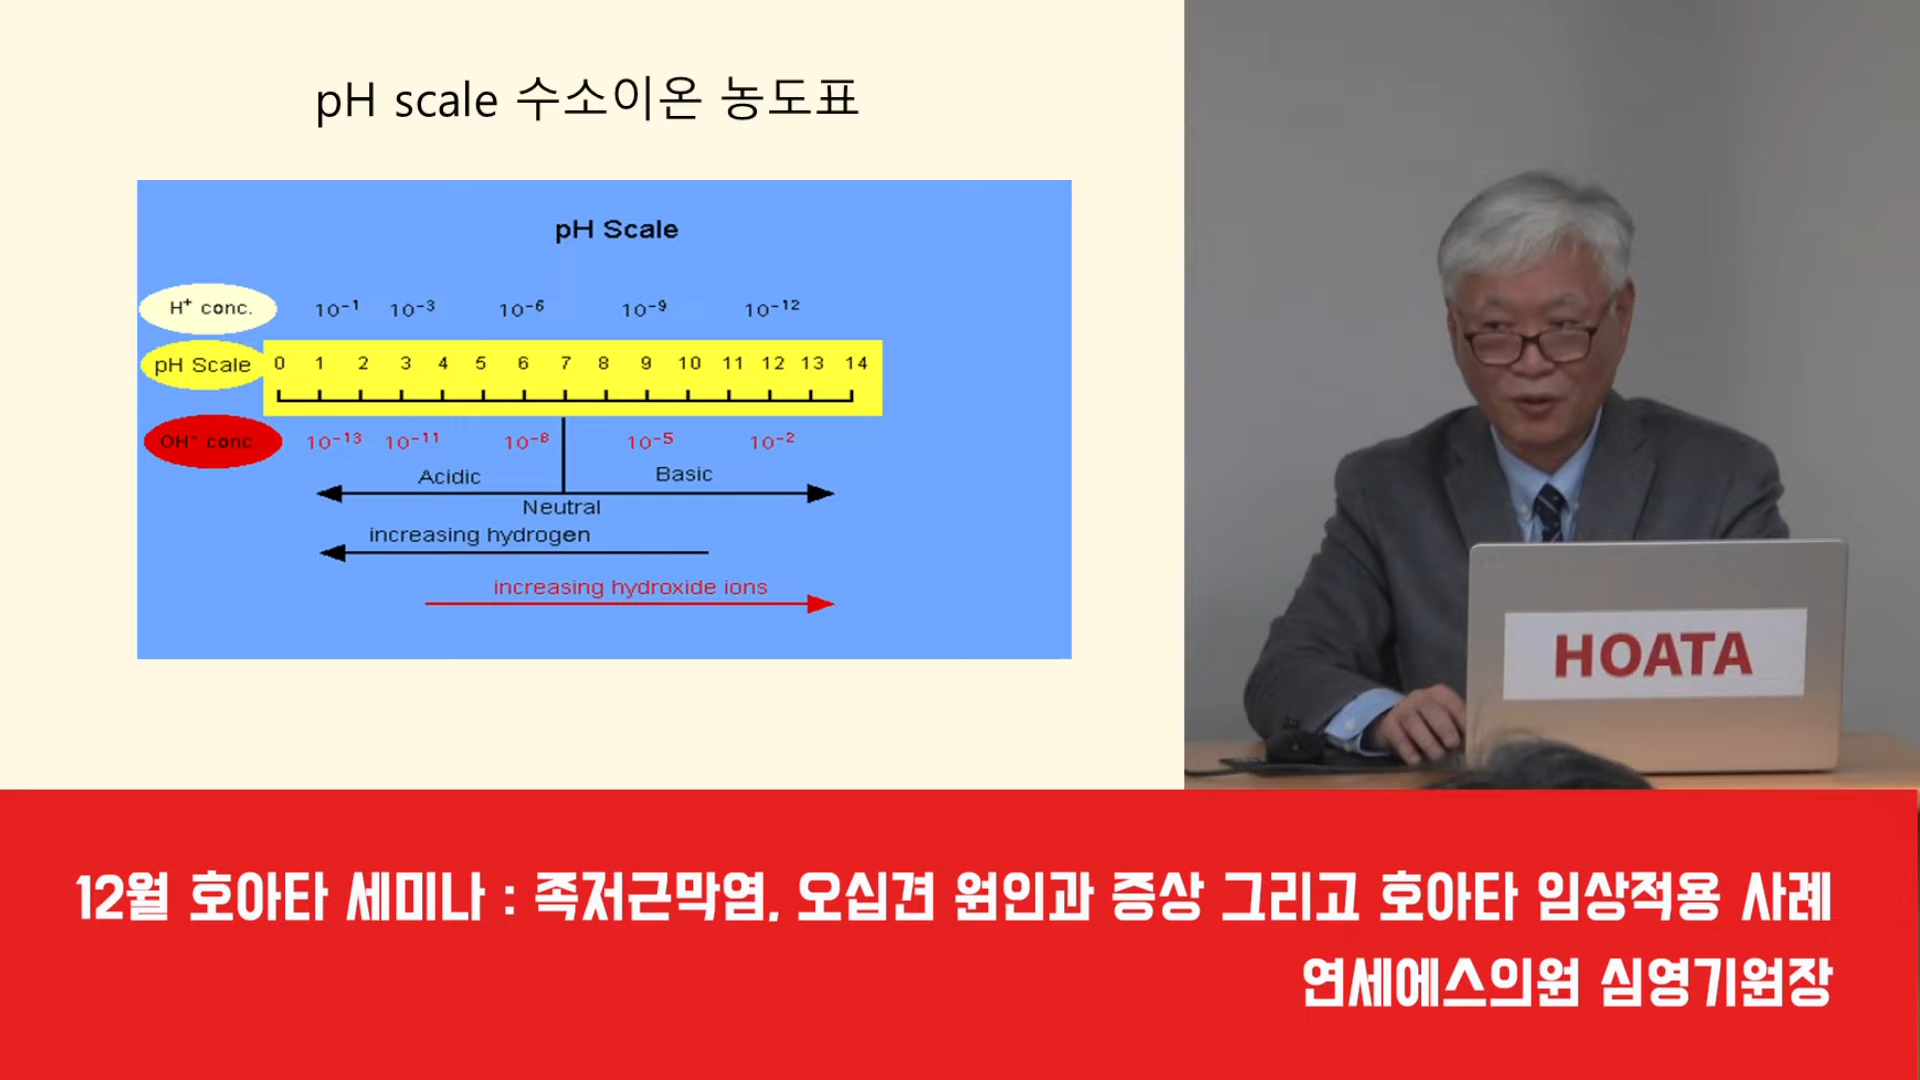 pH scale 수소이온 농도표
pH Scale
H⁺ conc. 10⁻¹ 10⁻³ 10⁻⁶ 10⁻⁹ 10⁻¹²
pH Scale 0 1 2 3 4 5 6 7 8 9 10 11 12 13 14
OH⁻ conc. 10⁻¹³ 10⁻¹¹ 10⁻⁸ 10⁻⁵ 10⁻²
Acidic Basic
Neutral
increasing hydrogen
increasing hydroxide ions
HOATA
12월 호아타 세미나 : 족저근막염, 오십견 원인과 증상 그리고 호아타 임상적용 사례
연세에스의원 심영기원장